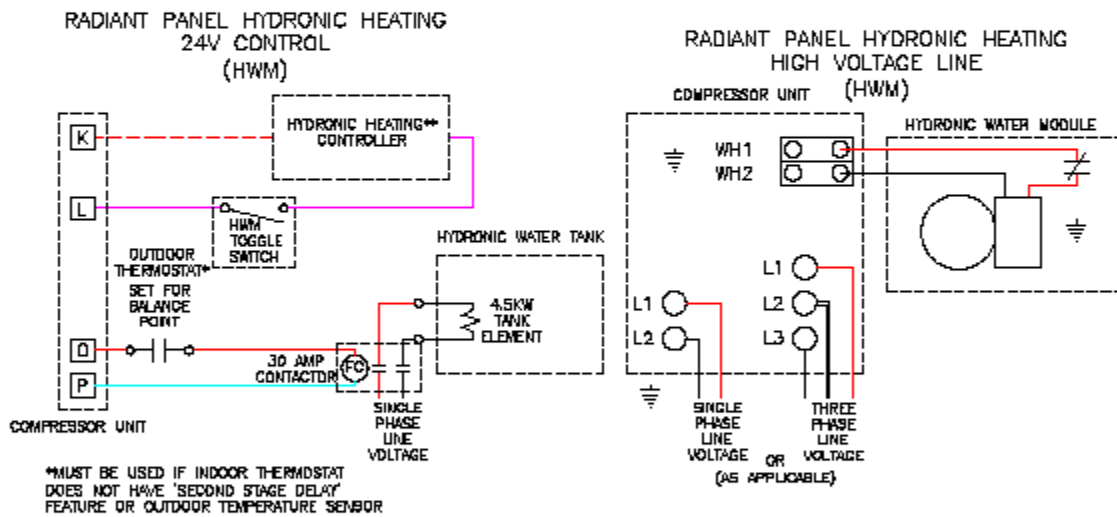 RADIANT PANEL HYDRONIC HEATING
24V CONTROL
(HWM)
K
HYDRONIC HEATING**
CONTROLLER
L
HWM
TOGGLE
SWITCH
OUTDOOR
THERMOSTAT*
SET FOR
BALANCE
POINT
HYDRONIC WATER TANK
4.5KW
TANK
ELEMENT
O
P
30 AMP
CONTACTOR
FC
SINGLE
PHASE
LINE
VOLTAGE
COMPRESSOR UNIT
*MUST BE USED IF INDOOR THERMOSTAT
DOES NOT HAVE 'SECOND STAGE DELAY'
FEATURE OR OUTDOOR TEMPERATURE SENSOR
RADIANT PANEL HYDRONIC HEATING
HIGH VOLTAGE LINE
(HWM)
COMPRESSOR UNIT
HYDRONIC WATER MODULE
WH1
WH2
L1
L2
L1
L2
L3
SINGLE
PHASE
LINE
VOLTAGE
OR
(AS APPLICABLE)
THREE
PHASE
LINE
VOLTAGE